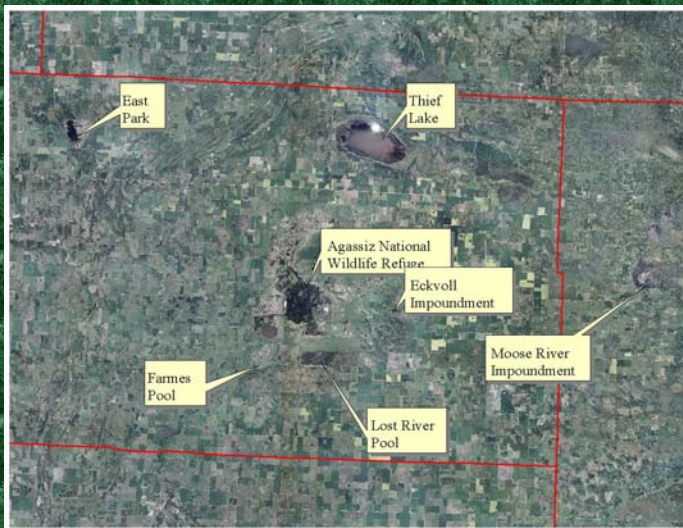 East
Park
Thief
Lake
Agassiz National
Wildlife Refuge
Eckvoll
Impoundment
Moose River
Impoundment
Farmes
Pool
Lost River
Pool